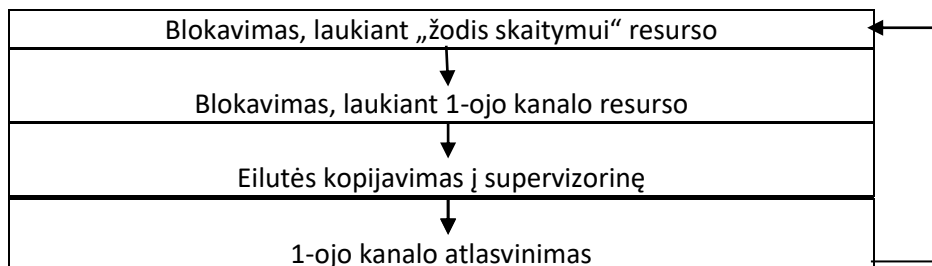 Blokavimas, laukiant „žodis skaitymui“ resurso
Blokavimas, laukiant 1-ojo kanalo resurso
Eilutės kopijavimas į supervizorinę
1-ojo kanalo atlasvinimas